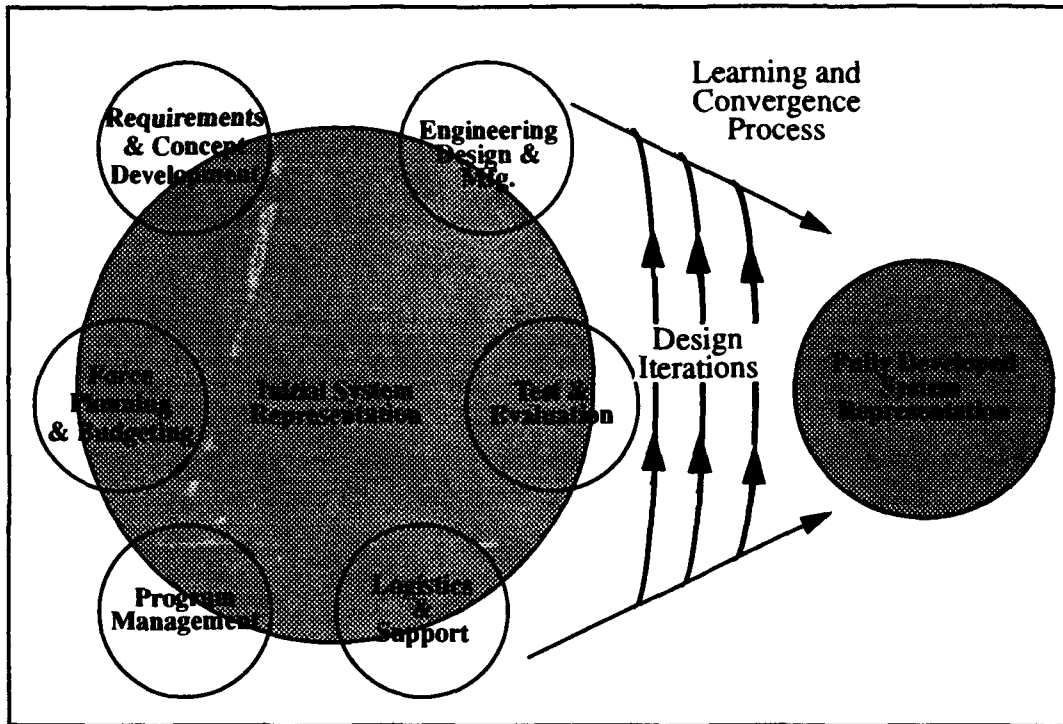 Requirements
& Concept
Development
Engineering
Design &
Mfg.
Learning and
Convergence
Process
Force
Planning
& Budgeting
Initial System
Representation
Test &
Evaluation
Design
Iterations
Fully Developed
System
Representation
Program
Management
Logistics
&
Support